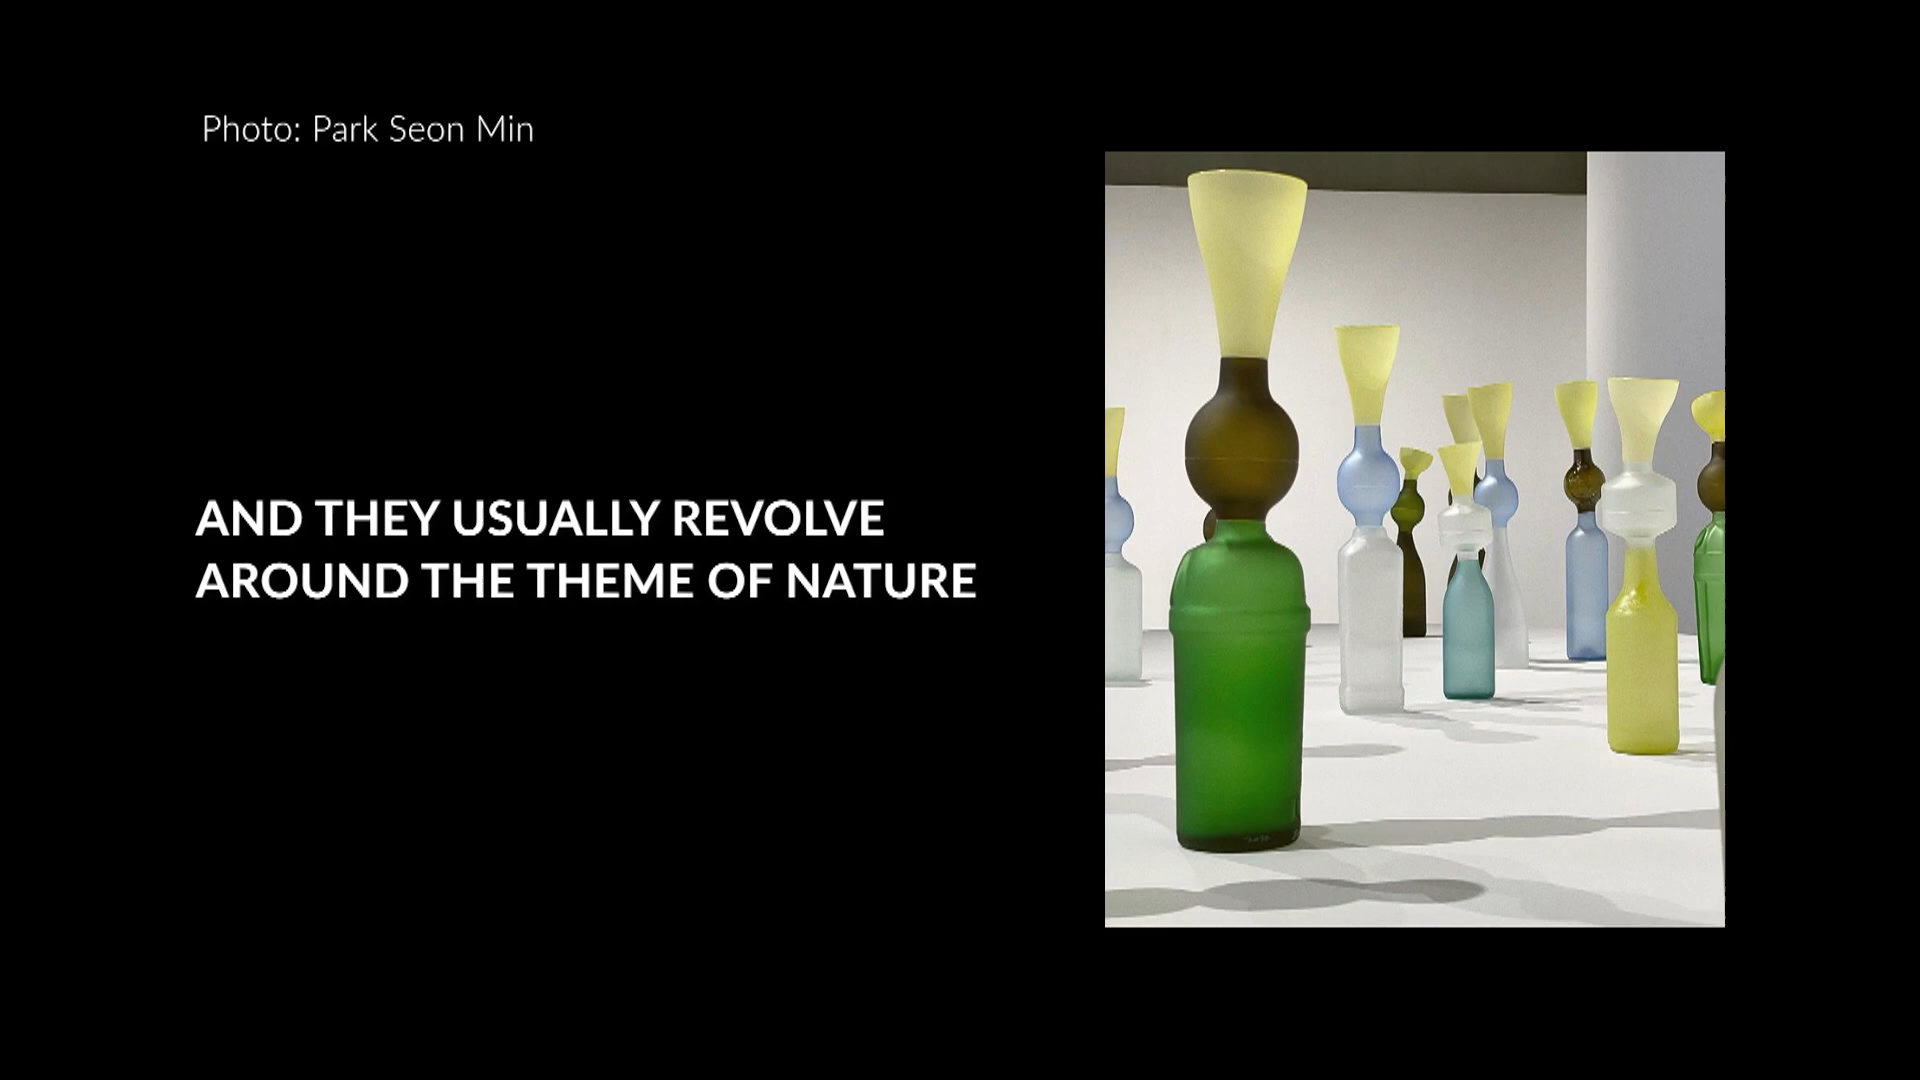 Photo: Park Seon Min
AND THEY USUALLY REVOLVE
AROUND THE THEME OF NATURE